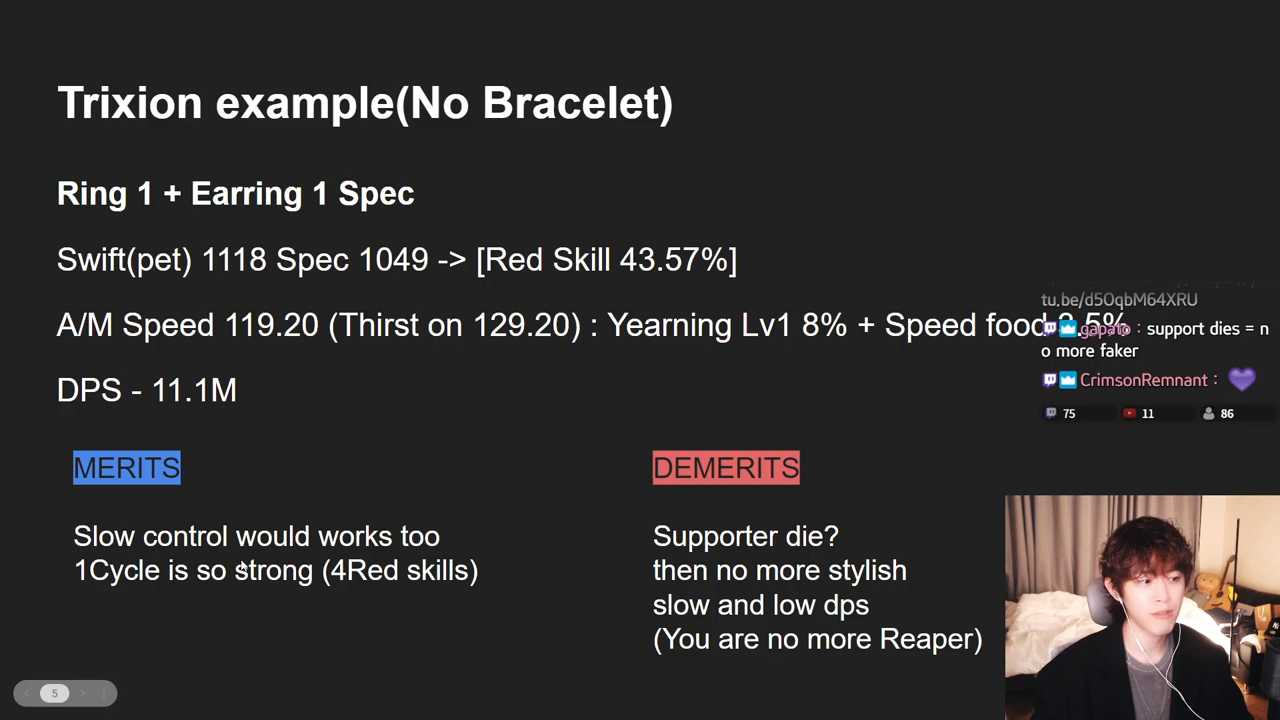 Trixion example(No Bracelet)
Ring 1 + Earring 1 Spec
Swift(pet) 1118 Spec 1049 -> [Red Skill 43.57%]
A/M Speed 119.20 (Thirst on 129.20) : Yearning Lv1 8% + Speed food
DPS - 11.1M
MERITS
Slow control would works too
1Cycle is so strong (4Red skills)
DEMERITS
Supporter die?
then no more stylish
slow and low dps
(You are no more Reaper)
tu.be/d5OqbM64XRU
gapato : support dies = n
o more faker
CrimsonRemnant :
75 11 86
5